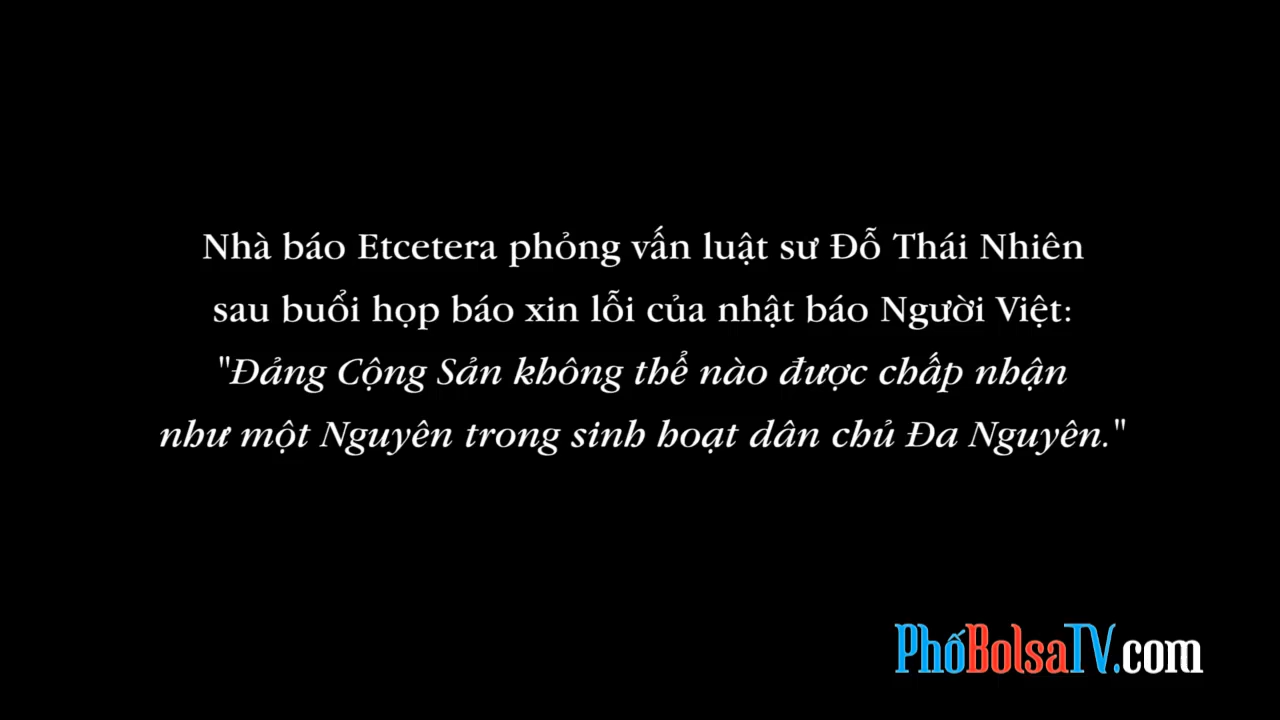 Nhà báo Etcetera phỏng vấn luật sư Đỗ Thái Nhiên
sau buổi họp báo xin lỗi của nhật báo Người Việt:
"Đảng Cộng Sản không thể nào được chấp nhận
như một Nguyên trong sinh hoạt dân chủ Đa Nguyên."
PhốBolsaTV.com